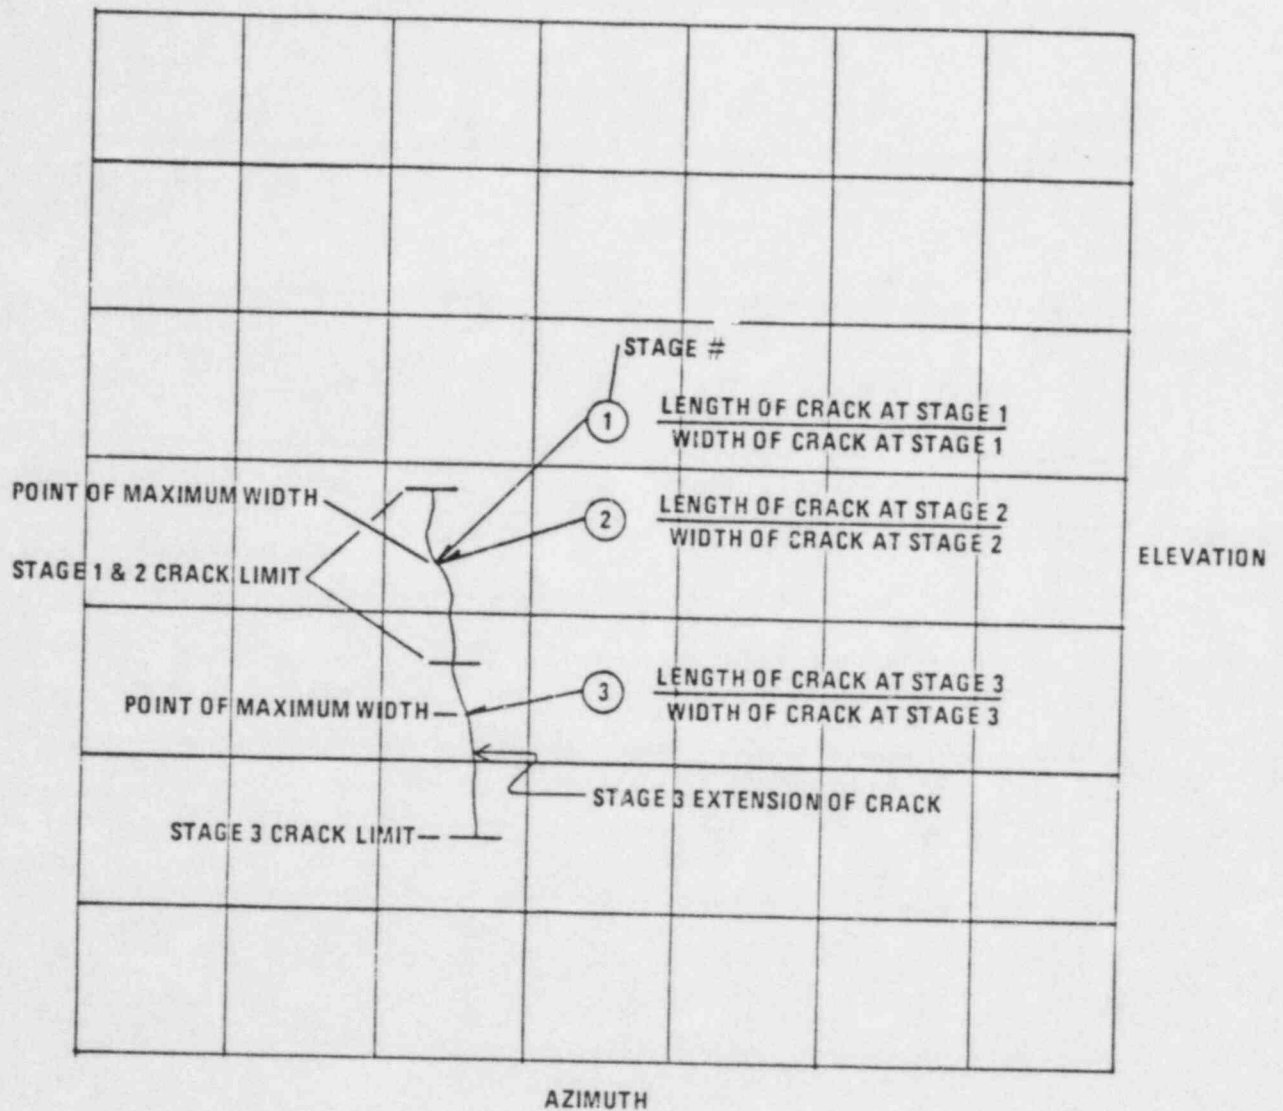 STAGE #
1
LENGTH OF CRACK AT STAGE 1
WIDTH OF CRACK AT STAGE 1
POINT OF MAXIMUM WIDTH
2
LENGTH OF CRACK AT STAGE 2
WIDTH OF CRACK AT STAGE 2
ELEVATION
STAGE 1 & 2 CRACK LIMIT
3
LENGTH OF CRACK AT STAGE 3
WIDTH OF CRACK AT STAGE 3
POINT OF MAXIMUM WIDTH
STAGE 3 EXTENSION OF CRACK
STAGE 3 CRACK LIMIT
AZIMUTH